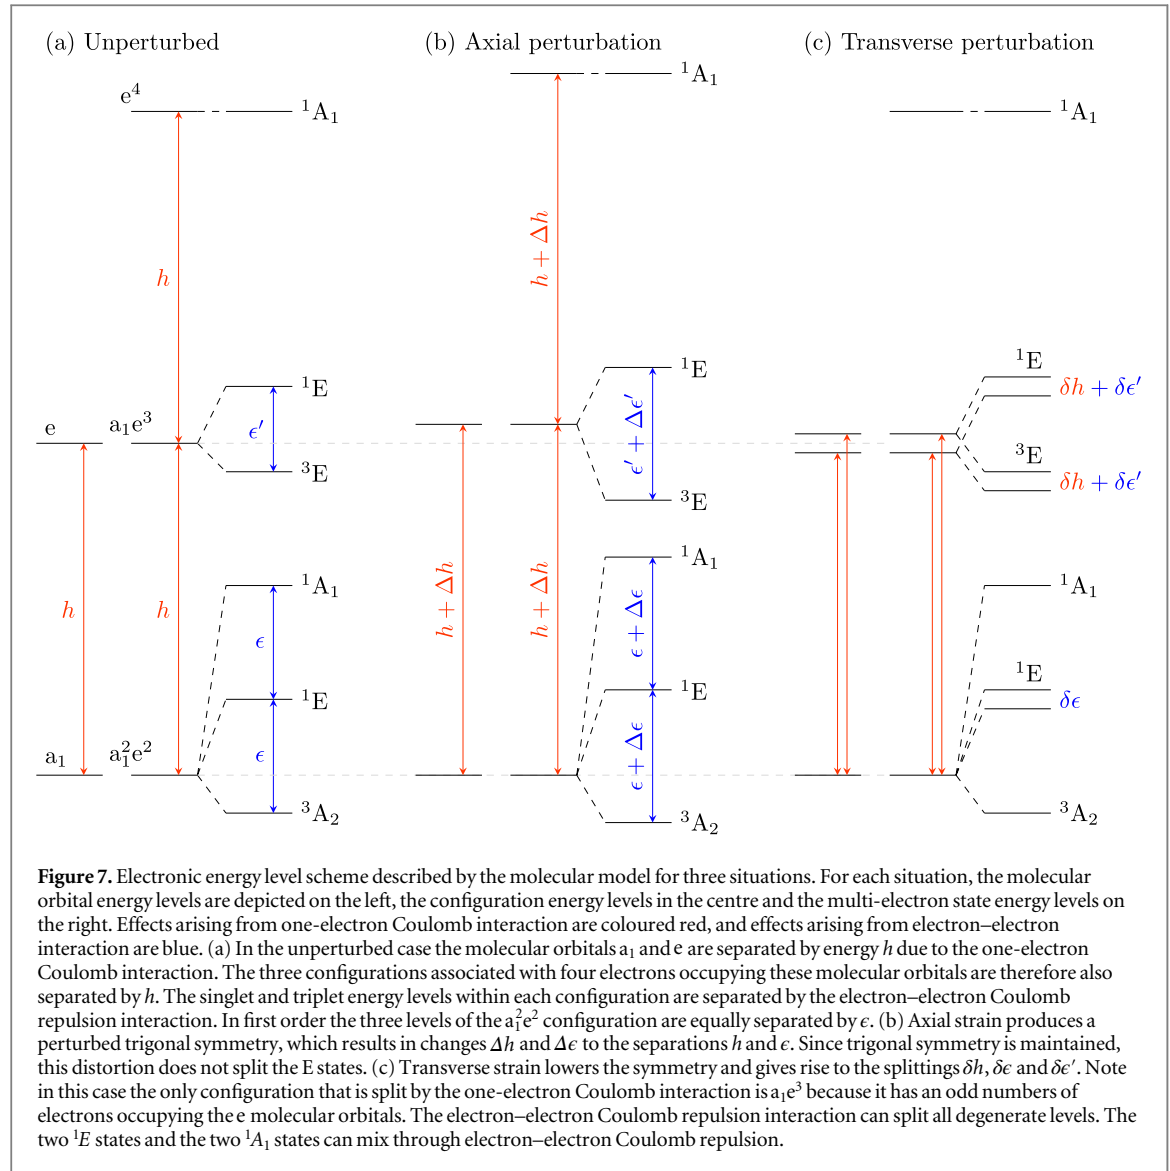 (a) Unperturbed
(b) Axial perturbation
(c) Transverse perturbation
e⁴
¹A₁
h
¹E
e
a₁e³
ϵ′
³E
¹A₁
h
h
ϵ
¹E
a₁
a₁²e²
ϵ
³A₂
¹A₁
h + Δh
¹E
ϵ′ + Δϵ′
³E
¹A₁
h + Δh
h + Δh
ϵ + Δϵ
¹E
ϵ + Δϵ
³A₂
¹A₁
¹E
δh + δϵ′
³E
δh + δϵ′
¹A₁
¹E
δϵ
³A₂
Figure 7. Electronic energy level scheme described by the molecular model for three situations. For each situation, the molecular
orbital energy levels are depicted on the left, the configuration energy levels in the centre and the multi-electron state energy levels on
the right. Effects arising from one-electron Coulomb interaction are coloured red, and effects arising from electron–electron
interaction are blue. (a) In the unperturbed case the molecular orbitals a₁ and e are separated by energy h due to the one-electron
Coulomb interaction. The three configurations associated with four electrons occupying these molecular orbitals are therefore also
separated by h. The singlet and triplet energy levels within each configuration are separated by the electron–electron Coulomb
repulsion interaction. In first order the three levels of the a₁²e² configuration are equally separated by ϵ. (b) Axial strain produces a
perturbed trigonal symmetry, which results in changes Δh and Δϵ to the separations h and ϵ. Since trigonal symmetry is maintained,
this distortion does not split the E states. (c) Transverse strain lowers the symmetry and gives rise to the splittings δh, δϵ and δϵ′. Note
in this case the only configuration that is split by the one-electron Coulomb interaction is a₁e³ because it has an odd numbers of
electrons occupying the e molecular orbitals. The electron–electron Coulomb repulsion interaction can split all degenerate levels. The
two ¹E states and the two ¹A₁ states can mix through electron–electron Coulomb repulsion.